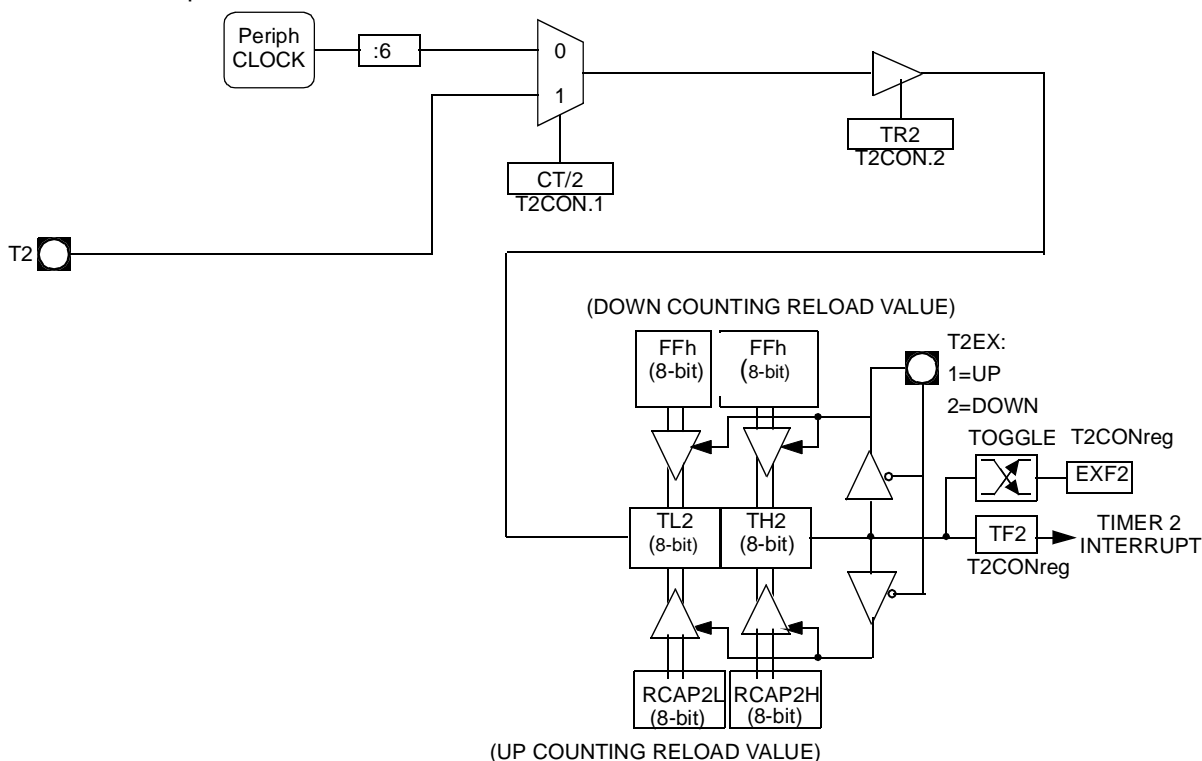 Periph
CLOCK
:6
0
1
TR2
T2CON.2
CT/2
T2CON.1
T2
(DOWN COUNTING RELOAD VALUE)
FFh
(8-bit)
FFh
(8-bit)
T2EX:
1=UP
2=DOWN
TOGGLE
T2CONreg
EXF2
TL2
(8-bit)
TH2
(8-bit)
TF2
T2CONreg
TIMER 2
INTERRUPT
RCAP2L
(8-bit)
RCAP2H
(8-bit)
(UP COUNTING RELOAD VALUE)